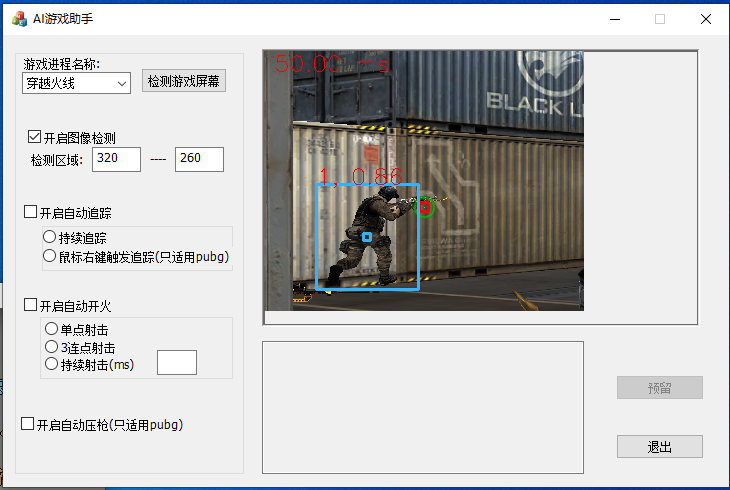 AI游戏助手
游戏进程名称:
穿越火线
检测游戏屏幕
开启图像检测
检测区域: 320 ---- 260
开启自动追踪
持续追踪
鼠标右键触发追踪(只适用pubg)
开启自动开火
单点射击
3连点射击
持续射击(ms)
开启自动压枪(只适用pubg)
50.00 ms
BLACK L
1, 0.86
预留
退出